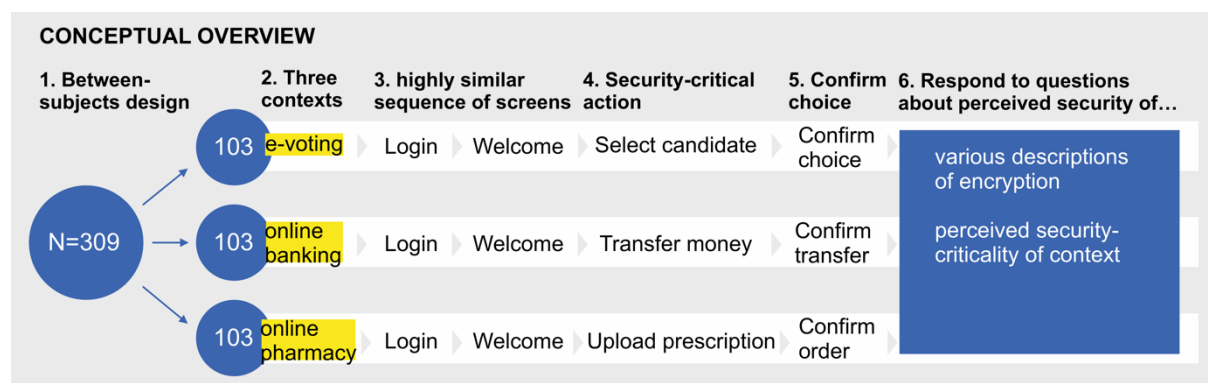 CONCEPTUAL OVERVIEW
1. Between-
subjects design
2. Three
contexts
3. highly similar
sequence of screens
4. Security-critical
action
5. Confirm
choice
6. Respond to questions
about perceived security of…
N=309
103
e-voting
Login
Welcome
Select candidate
Confirm
choice
103
online
banking
Login
Welcome
Transfer money
Confirm
transfer
103
online
pharmacy
Login
Welcome
Upload prescription
Confirm
order
various descriptions
of encryption
perceived security-
criticality of context